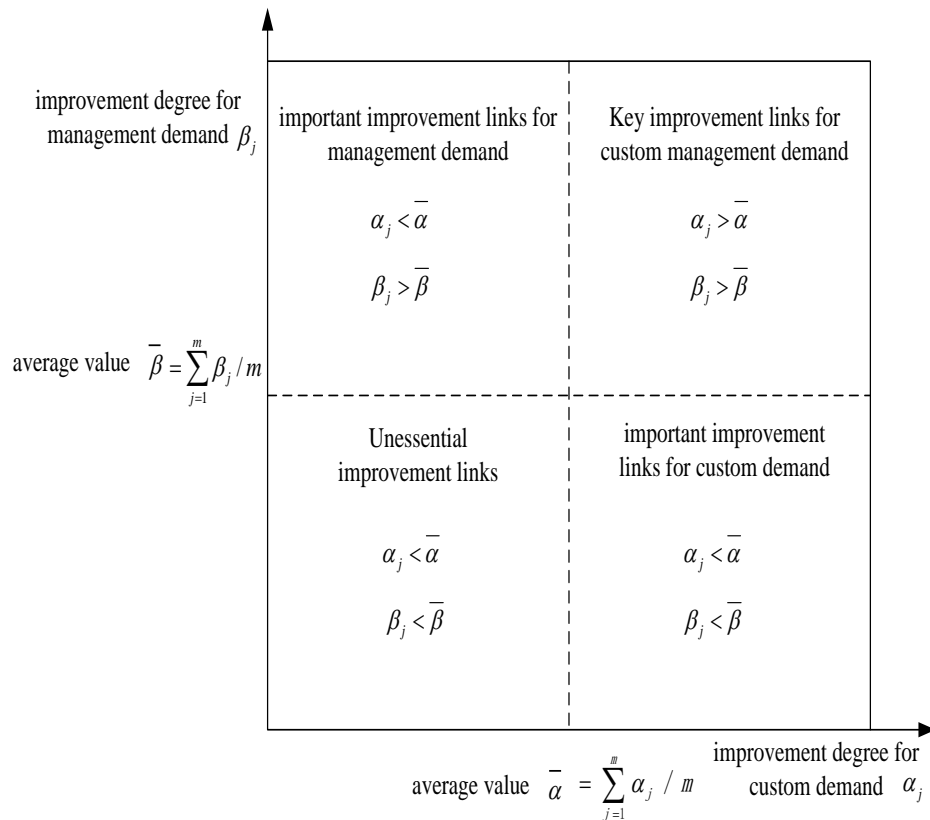 improvement degree for
management demand β_j
important improvement links for
management demand
α_j < α̅
β_j > β̅
Key improvement links for
custom management demand
α_j > α̅
β_j > β̅
average value β̅ = ∑_{j=1}^{m} β_j / m
Unessential
improvement links
α_j < α̅
β_j < β̅
important improvement
links for custom demand
α_j < α̅
β_j < β̅
average value α̅ = ∑_{j=1}^{m} α_j / m
improvement degree for
custom demand α_j